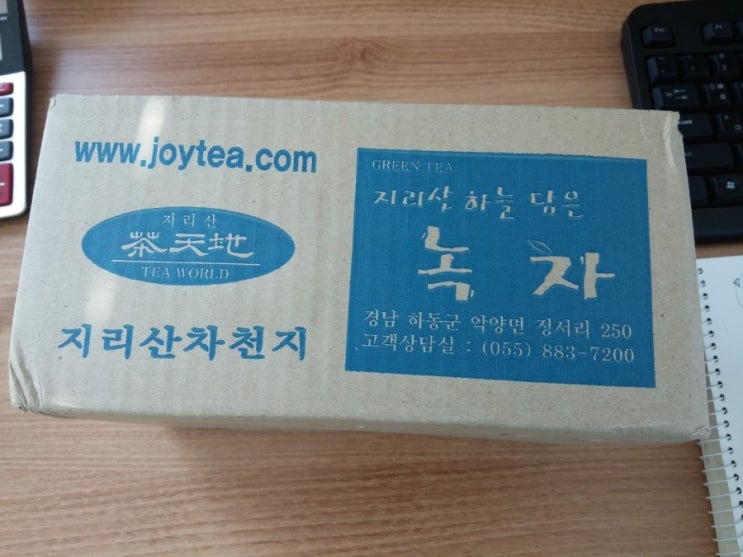 www.joytea.com
지리산
茶天地
TEA WORLD
지리산차천지
GREEN TEA
지리산 하늘 담은
녹차
경남 하동군 악양면 정서리 250
고객상담실 : (055) 883-7200